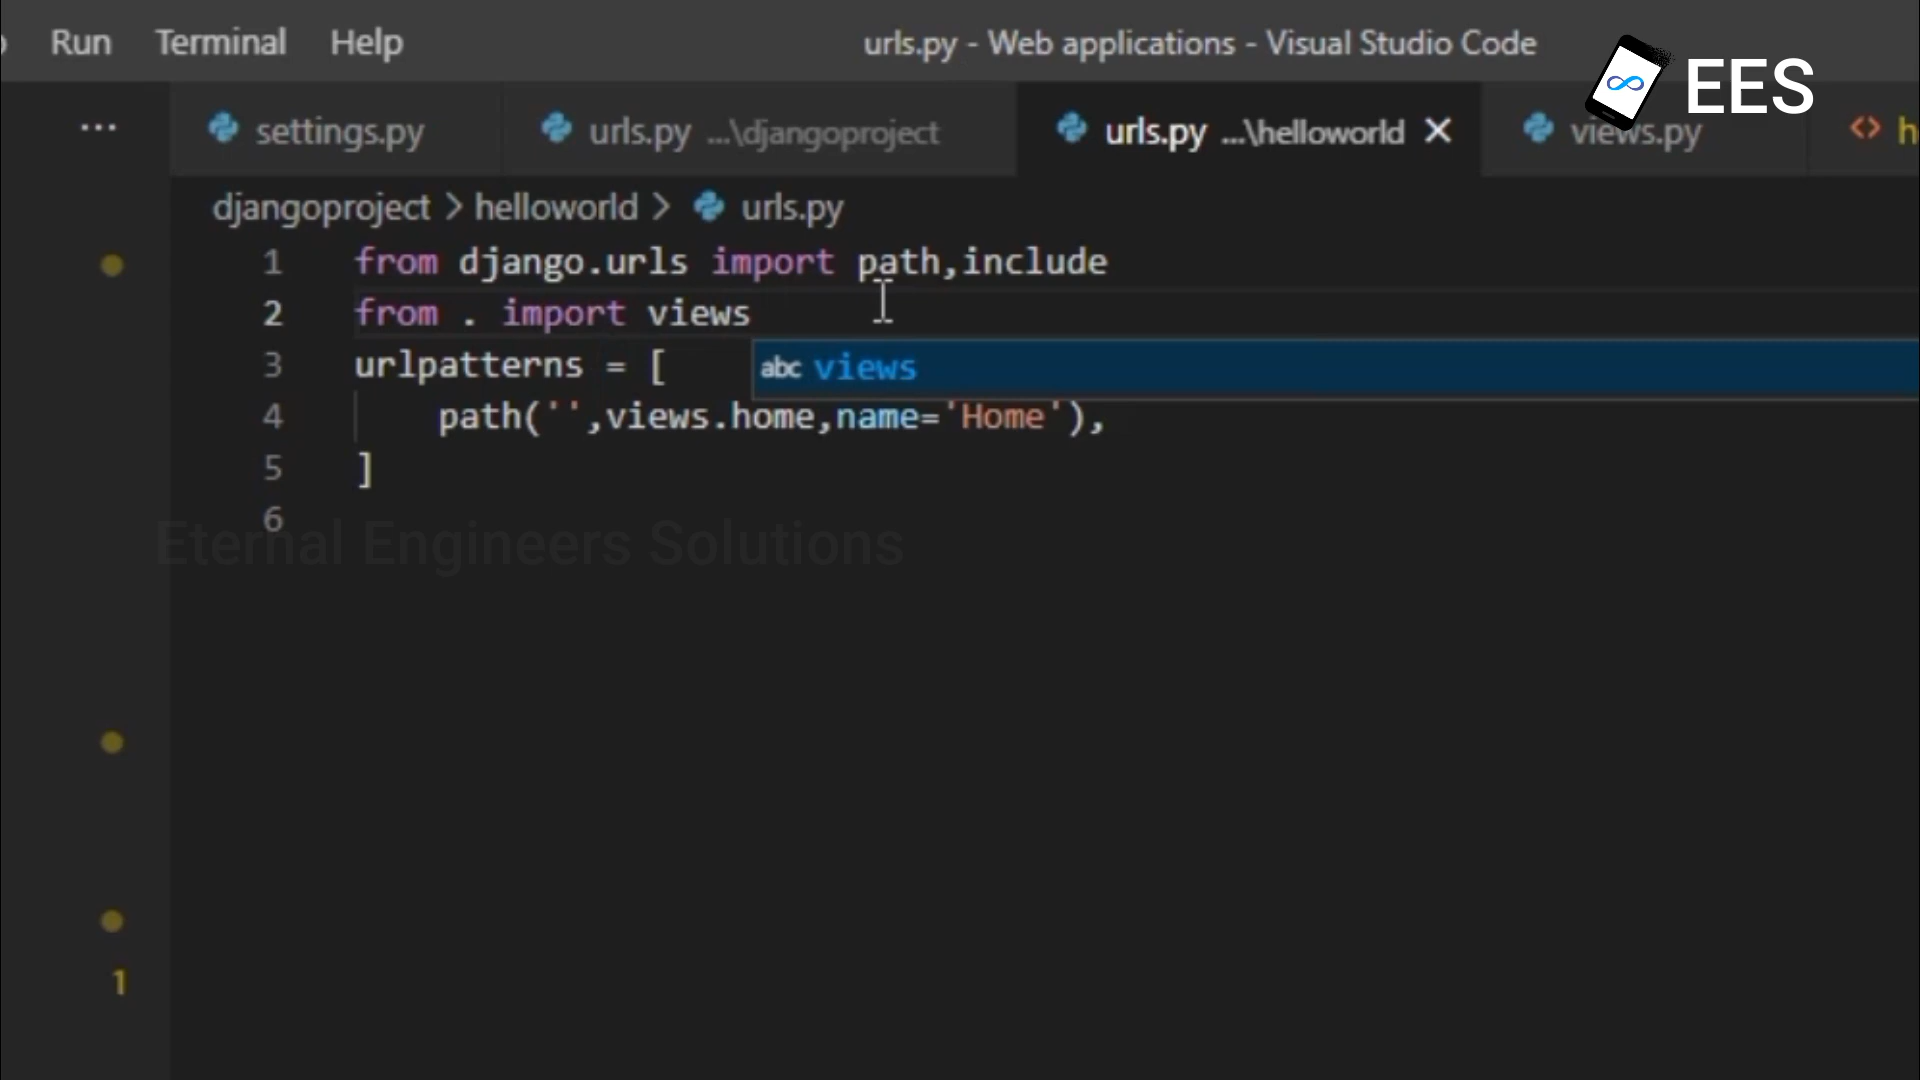 Run Terminal Help urls.py - Web applications - Visual Studio Code
EES
... settings.py urls.py ...\djangoproject urls.py ...\helloworld × views.py <> h
djangoproject > helloworld > urls.py
1 from django.urls import path,include
2 from . import views
3 urlpatterns = [
abc views
4 path('',views.home,name='Home'),
5 ]
6
Eternal Engineers Solutions
1